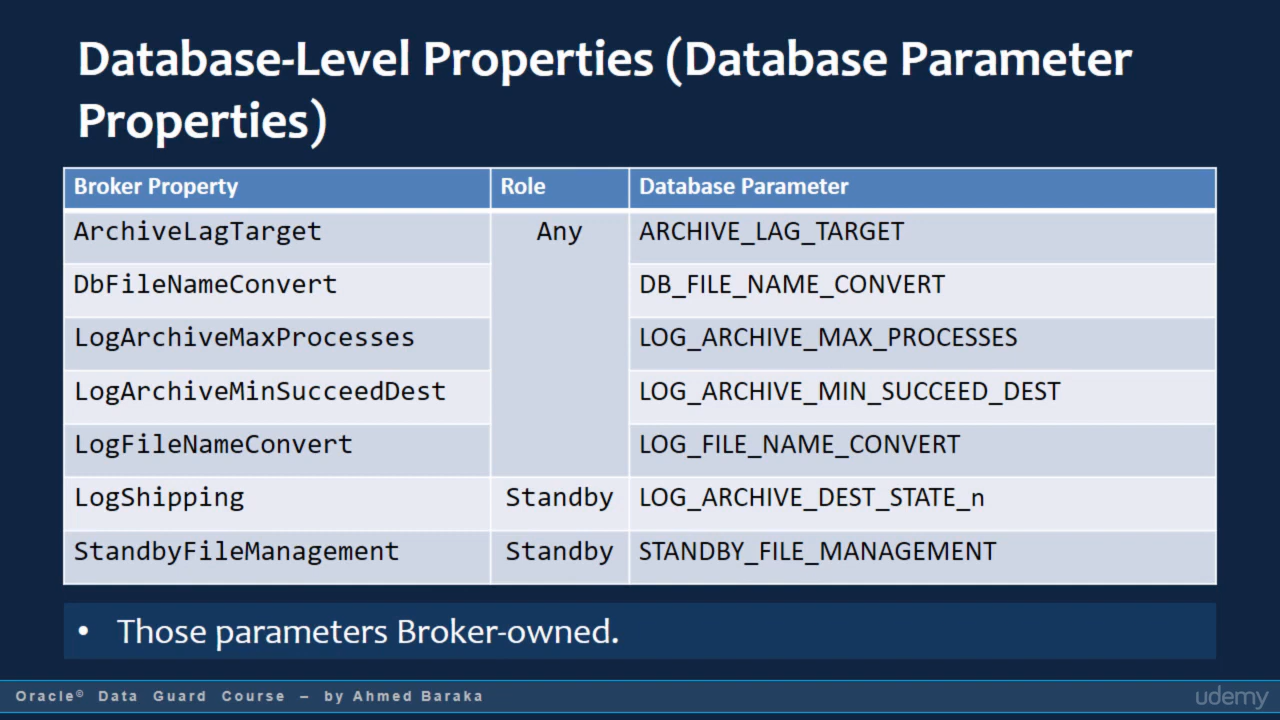 Database-Level Properties (Database Parameter
Properties)
Broker Property Role Database Parameter
ArchiveLagTarget Any ARCHIVE_LAG_TARGET
DbFileNameConvert DB_FILE_NAME_CONVERT
LogArchiveMaxProcesses LOG_ARCHIVE_MAX_PROCESSES
LogArchiveMinSucceedDest LOG_ARCHIVE_MIN_SUCCEED_DEST
LogFileNameConvert LOG_FILE_NAME_CONVERT
LogShipping Standby LOG_ARCHIVE_DEST_STATE_n
StandbyFileManagement Standby STANDBY_FILE_MANAGEMENT
• Those parameters Broker-owned.
Oracle© Data Guard Course – by Ahmed Baraka
udemy